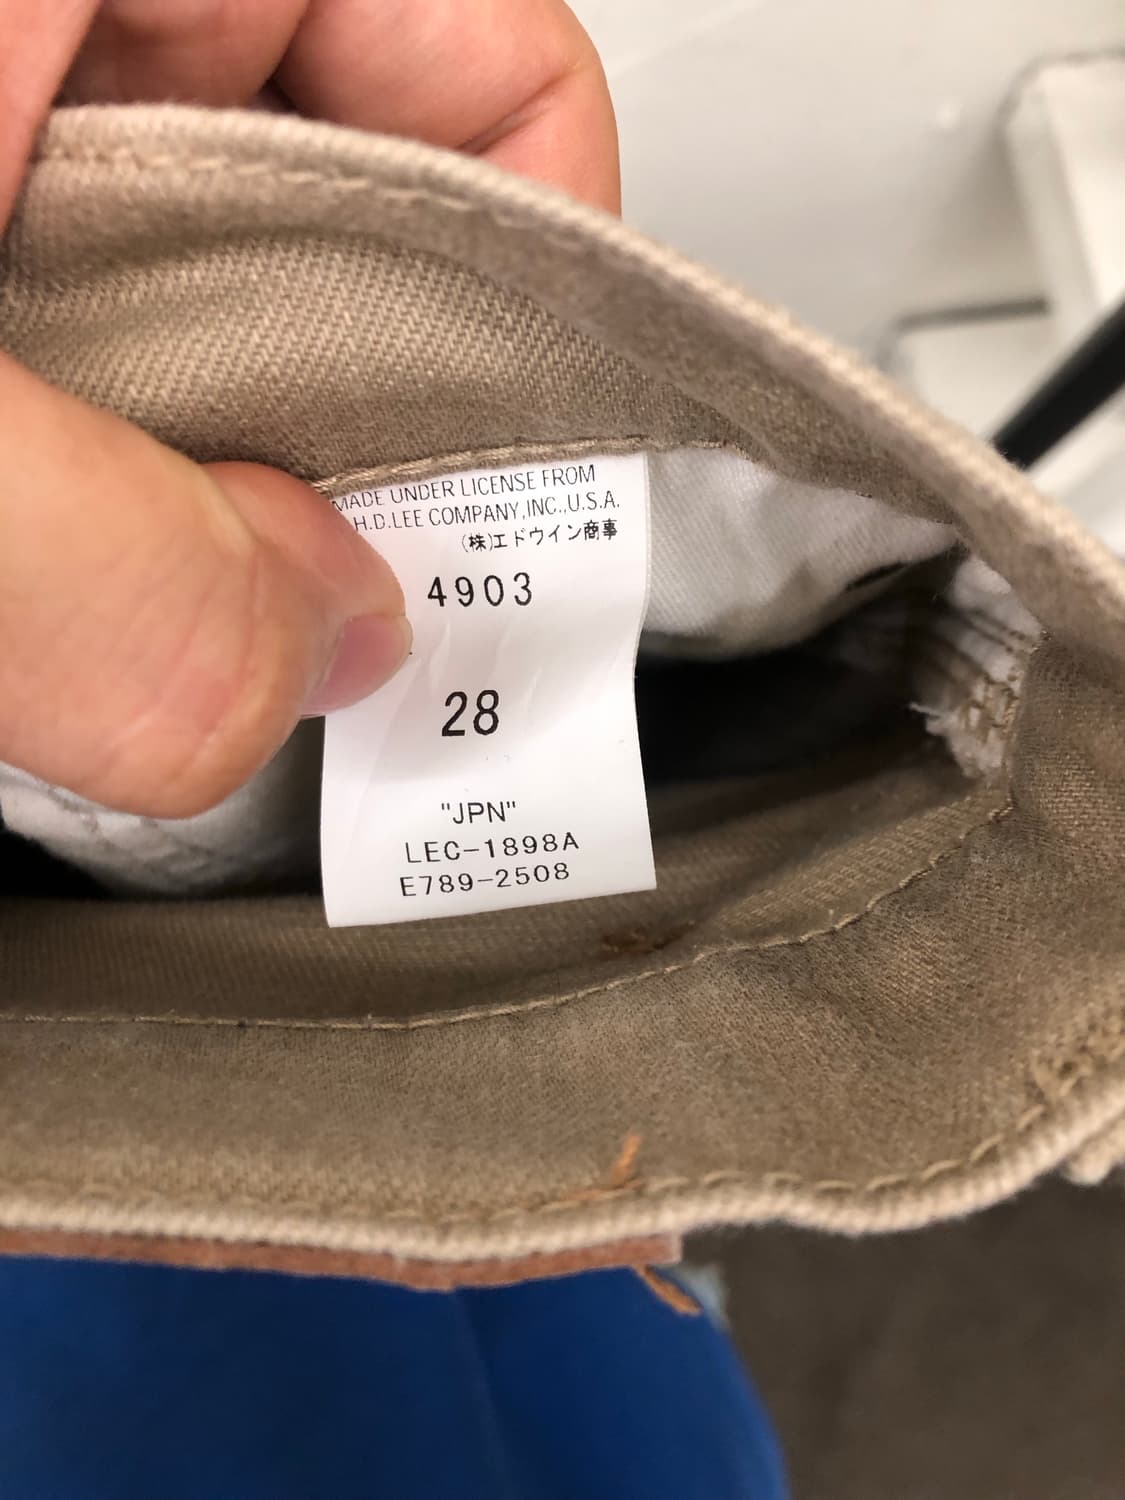 MADE UNDER LICENSE FROM
H.D.LEE COMPANY,INC.,U.S.A.
(株)エドウイン商事
4903
28
"JPN"
LEC-1898A
E789-2508